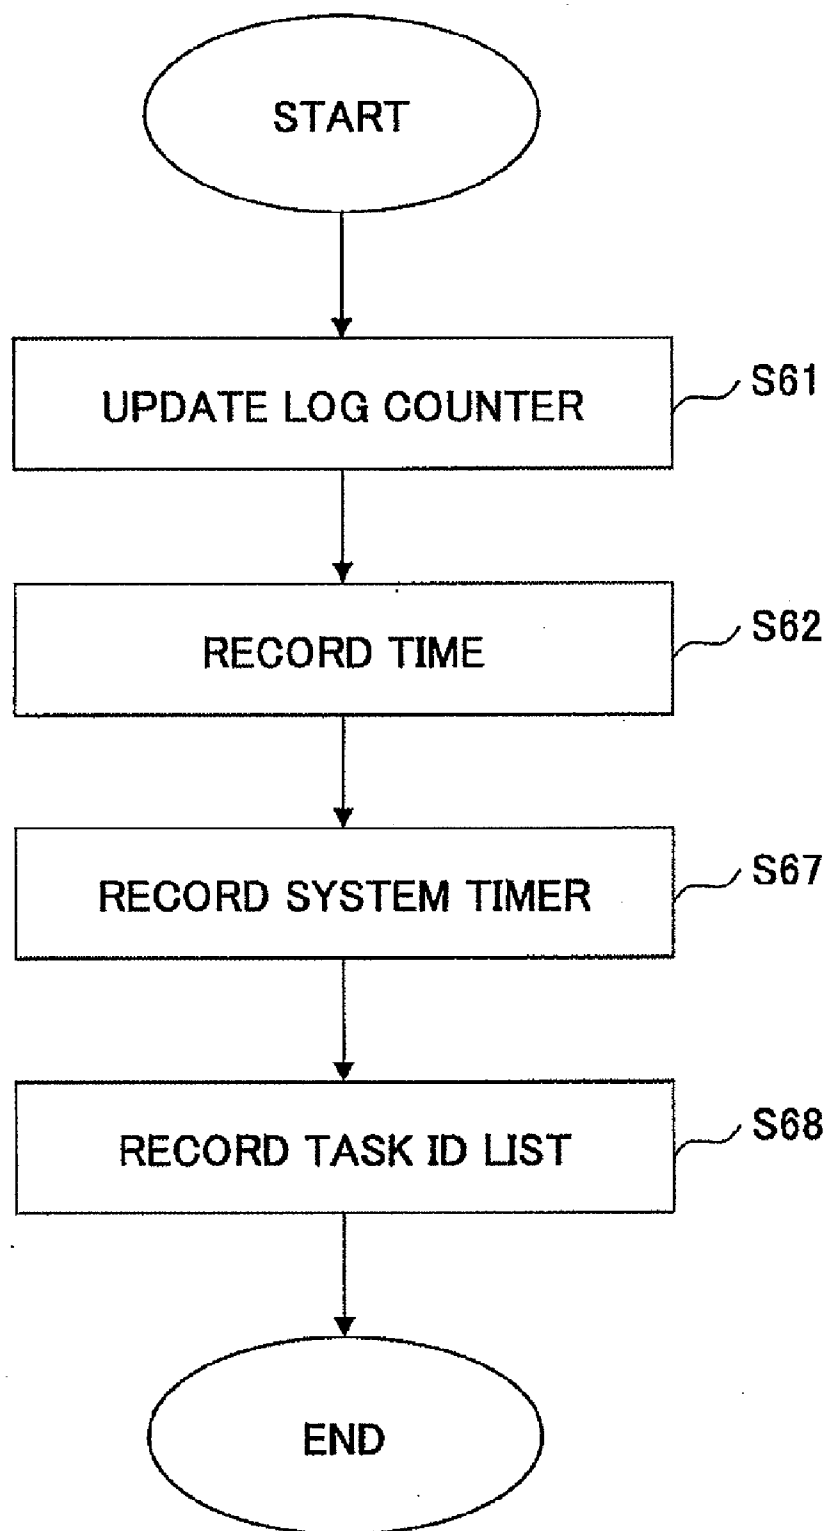 START
UPDATE LOG COUNTER
S61
RECORD TIME
S62
RECORD SYSTEM TIMER
S67
RECORD TASK ID LIST
S68
END